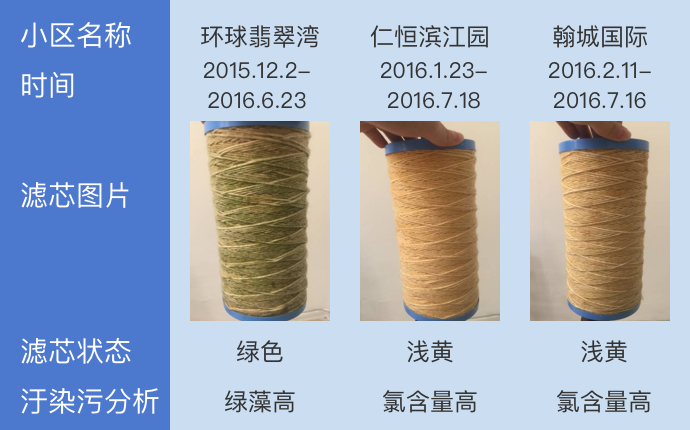 小区名称 环球翡翠湾 仁恒滨江园 翰城国际
时间 2015.12.2– 2016.1.23– 2016.2.11–
2016.6.23 2016.7.18 2016.7.16
滤芯图片
滤芯状态 绿色 浅黄 浅黄
汙染污分析 绿藻高 氯含量高 氯含量高